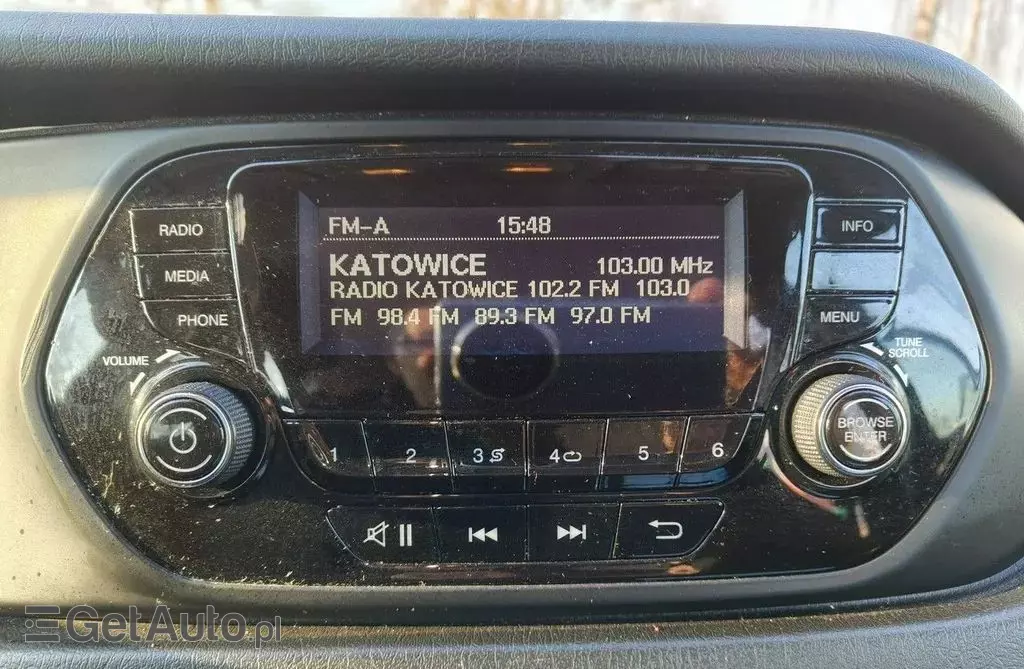 FM-A 15:48
KATOWICE 103.00 MHz
RADIO KATOWICE 102.2 FM 103.0
FM 98.4 FM 89.3 FM 97.0 FM
RADIO
MEDIA
PHONE
VOLUME
INFO
MENU
TUNE
SCROLL
BROWSE
ENTER
1 2 3 4 5 6
GetAuto.pl